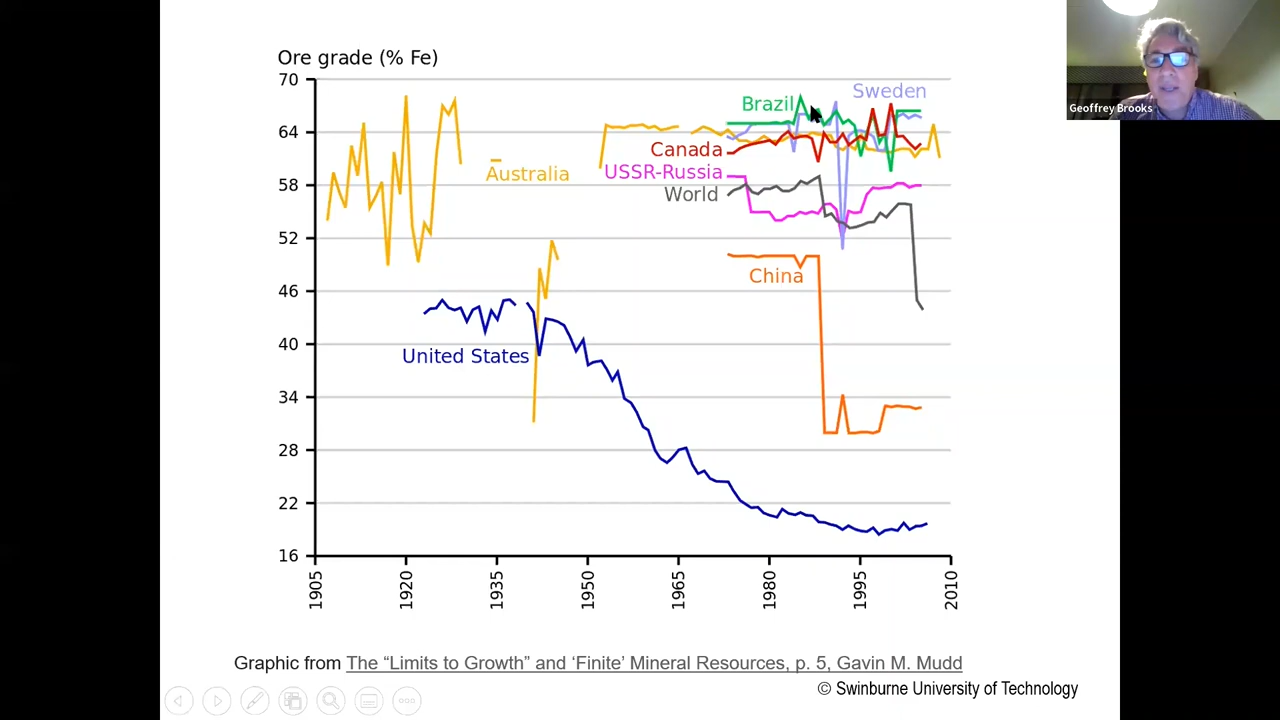 Ore grade (% Fe)
70
64
58
52
46
40
34
28
22
16
1905
1920
1935
1950
1965
1980
1995
2010
Brazil
Sweden
Canada
Australia
USSR-Russia
World
China
United States
Geoffrey Brooks
Graphic from The “Limits to Growth” and ‘Finite’ Mineral Resources, p. 5, Gavin M. Mudd
© Swinburne University of Technology